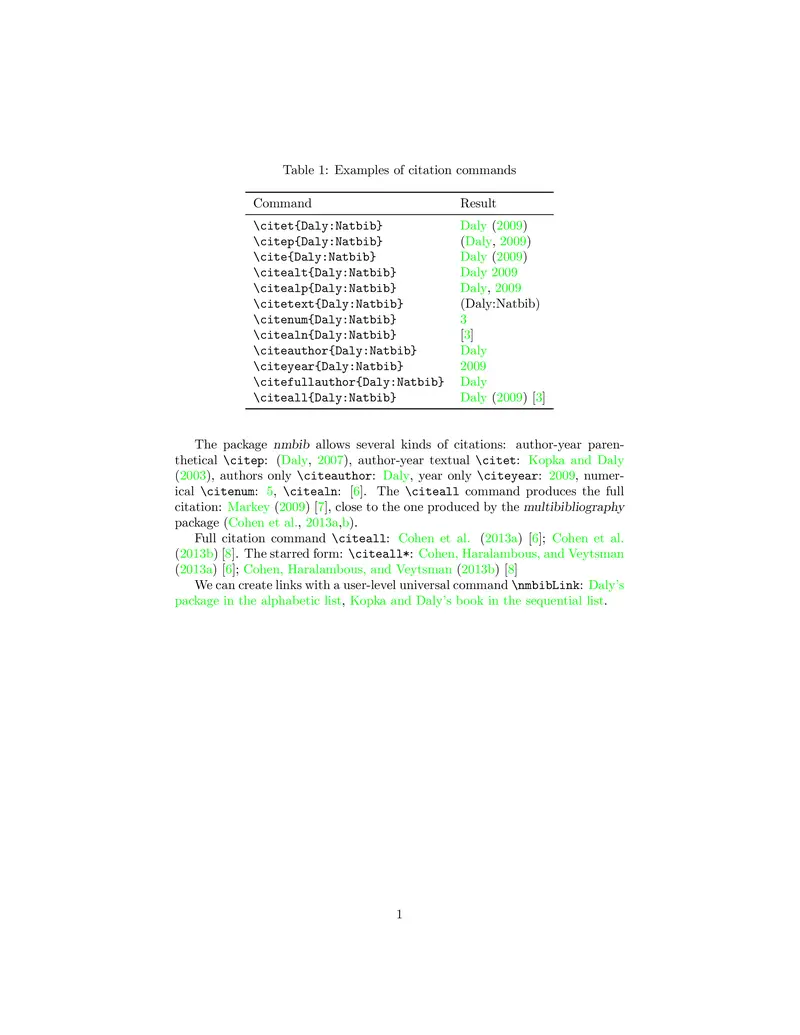 Table 1: Examples of citation commands
Command Result
\citet{Daly:Natbib} Daly (2009)
\citep{Daly:Natbib} (Daly, 2009)
\cite{Daly:Natbib} Daly (2009)
\citealt{Daly:Natbib} Daly 2009
\citealp{Daly:Natbib} Daly, 2009
\citetext{Daly:Natbib} (Daly:Natbib)
\citenum{Daly:Natbib} 3
\citealn{Daly:Natbib} [3]
\citeauthor{Daly:Natbib} Daly
\citeyear{Daly:Natbib} 2009
\citefullauthor{Daly:Natbib} Daly
\citeall{Daly:Natbib} Daly (2009) [3]
The package nmbib allows several kinds of citations: author-year paren-
thetical \citep: (Daly, 2007), author-year textual \citet: Kopka and Daly
(2003), authors only \citeauthor: Daly, year only \citeyear: 2009, numer-
ical \citenum: 5, \citealn: [6]. The \citeall command produces the full
citation: Markey (2009) [7], close to the one produced by the multibibliography
package (Cohen et al., 2013a,b).
Full citation command \citeall: Cohen et al. (2013a) [6]; Cohen et al.
(2013b) [8]. The starred form: \citeall*: Cohen, Haralambous, and Veytsman
(2013a) [6]; Cohen, Haralambous, and Veytsman (2013b) [8]
We can create links with a user-level universal command \nmbibLink: Daly's
package in the alphabetic list, Kopka and Daly's book in the sequential list.
1